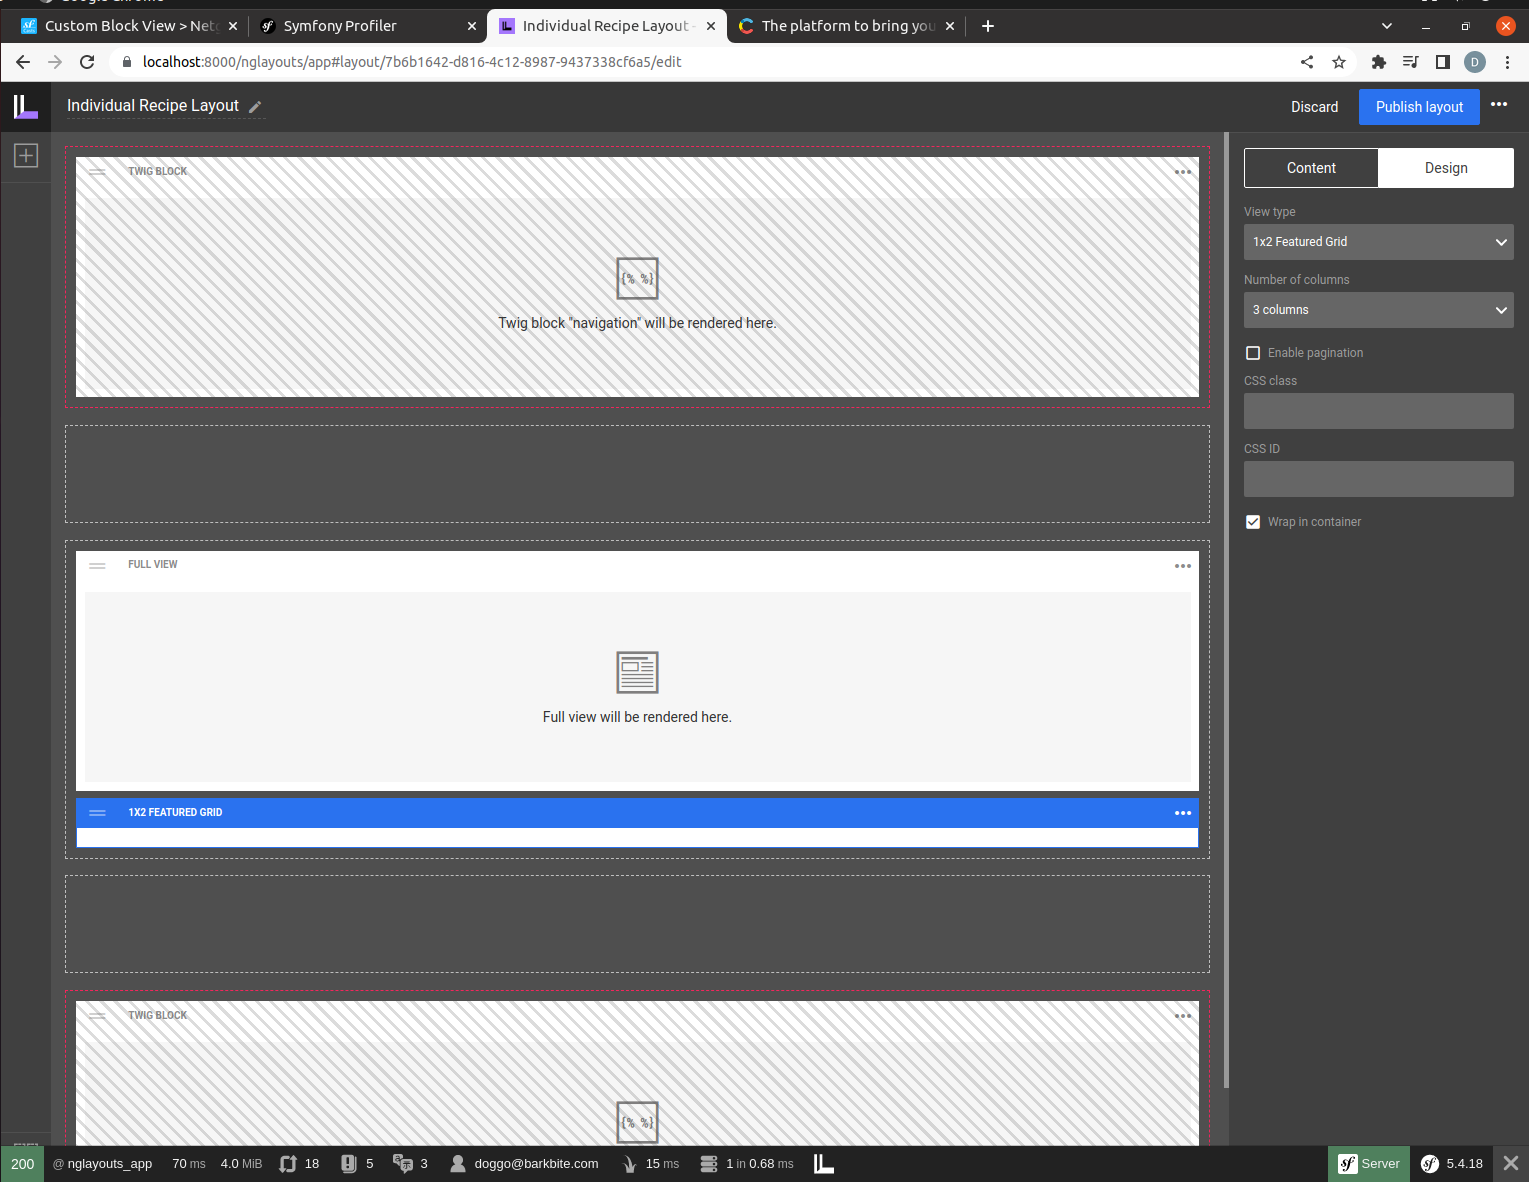 Custom Block View > Netg
Symfony Profiler
Individual Recipe Layout -
The platform to bring you
localhost:8000/nglayouts/app#layout/7b6b1642-d816-4c12-8987-9437338cf6a5/edit
D
Individual Recipe Layout
Discard
Publish layout
TWIG BLOCK
{% %}
Twig block "navigation" will be rendered here.
FULL VIEW
Full view will be rendered here.
1X2 FEATURED GRID
TWIG BLOCK
{% %}
Content
Design
View type
1x2 Featured Grid
Number of columns
3 columns
Enable pagination
CSS class
CSS ID
Wrap in container
200 @ nglayouts_app 70 ms 4.0 MiB 18 5 3 doggo@barkbite.com 15 ms 1 in 0.68 ms sf Server sf 5.4.18